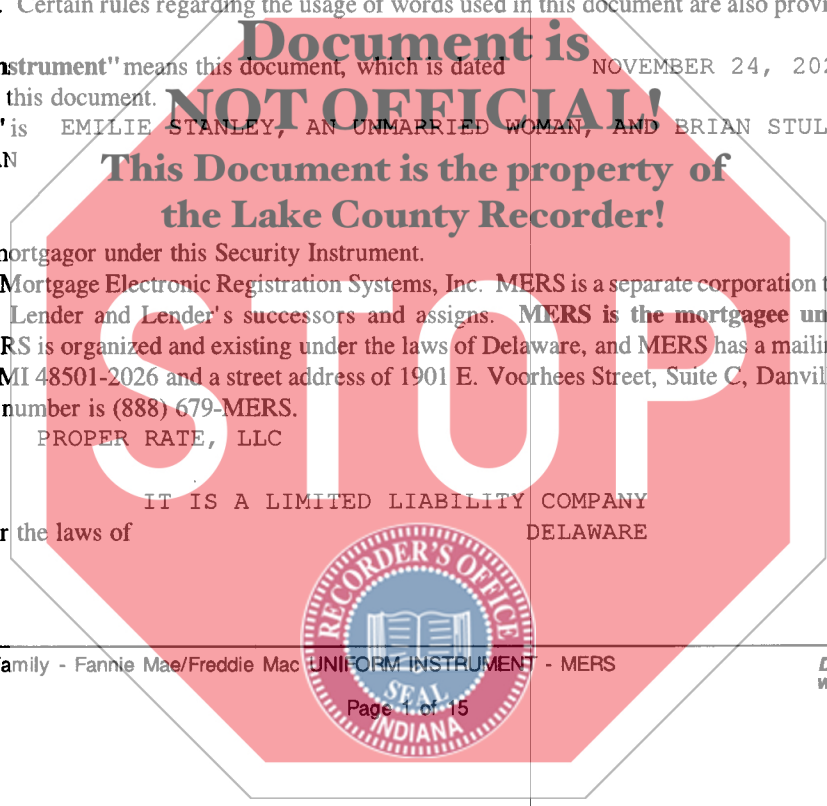 . Certain rules regarding the usage of words used in this document are also provi
Document is
nstrument" means this document, which is dated NOVEMBER 24, 202
this document.
NOT OFFICIAL!
" is EMILIE STANLEY, AN UNMARRIED WOMAN, AND BRIAN STUL
AN
This Document is the property of
the Lake County Recorder!
mortgagor under this Security Instrument.
Mortgage Electronic Registration Systems, Inc. MERS is a separate corporation t
Lender and Lender's successors and assigns. MERS is the mortgagee un
RS is organized and existing under the laws of Delaware, and MERS has a mailin
MI 48501-2026 and a street address of 1901 E. Voorhees Street, Suite C, Danvill
number is (888) 679-MERS.
STOP
PROPER RATE, LLC
IT IS A LIMITED LIABILITY COMPANY
r the laws of DELAWARE
RECORDER'S OFFICE
amily - Fannie Mae/Freddie Mac UNIFORM INSTRUMENT - MERS
SEAL
Page 1 of 15
INDIANA